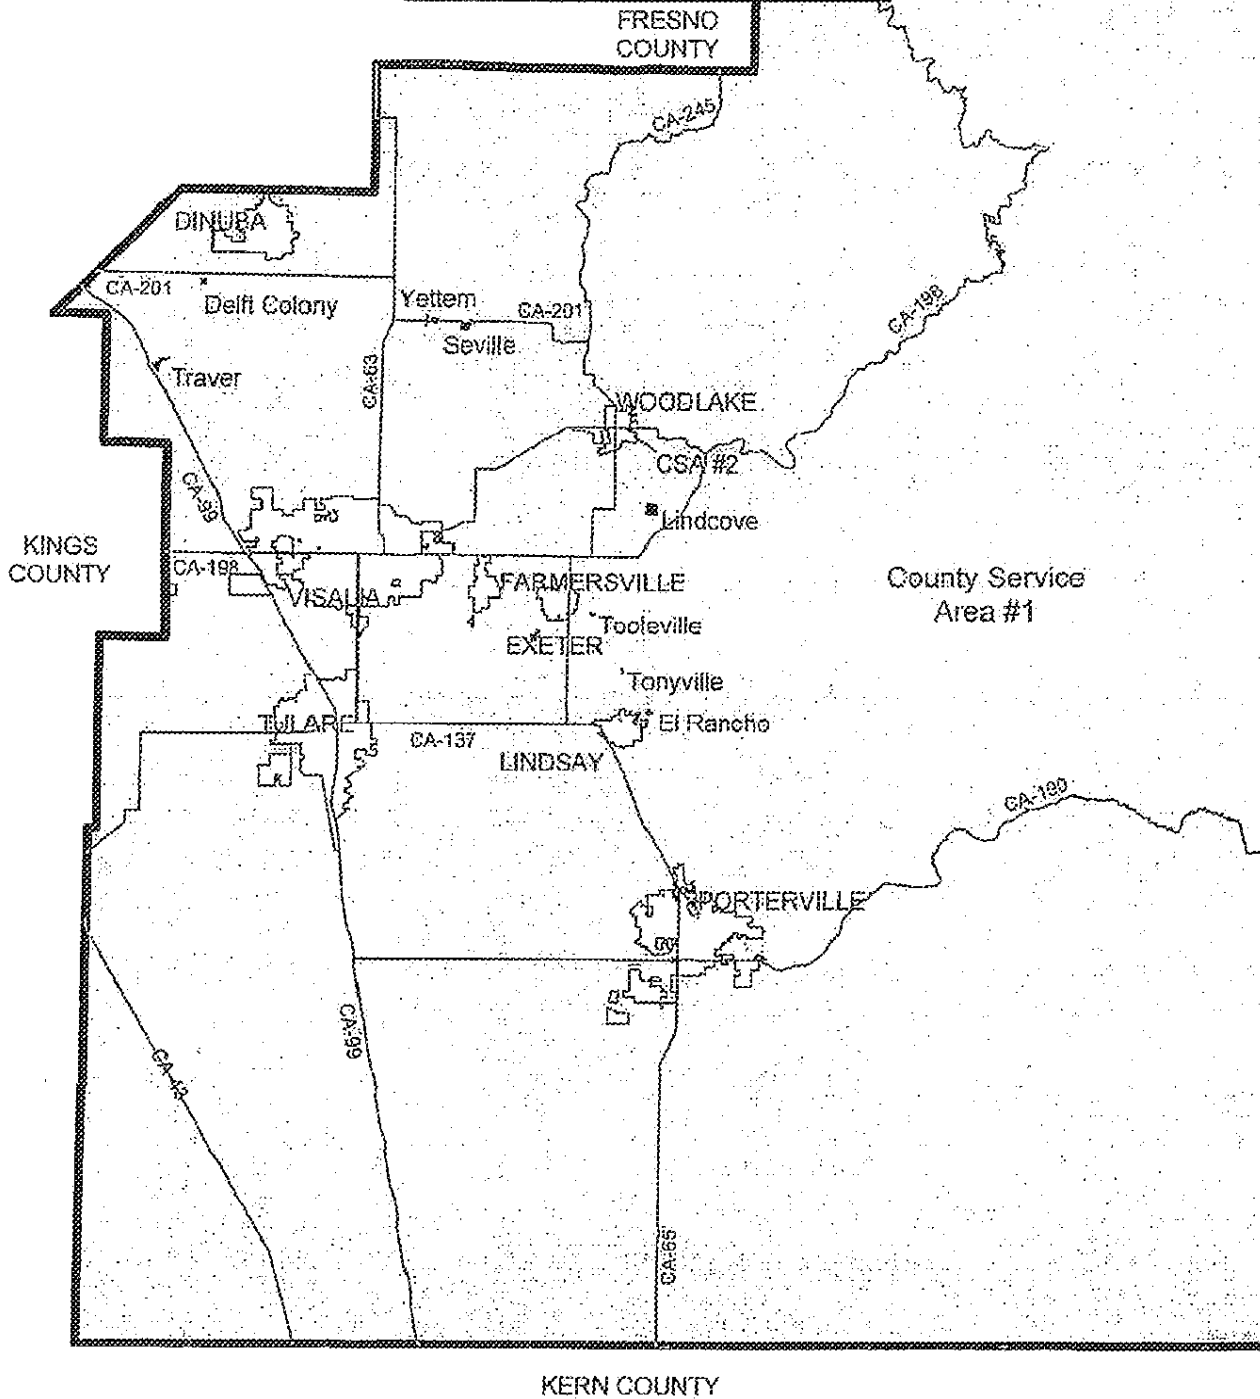 FRESNO
COUNTY
CA-245
DINUBA
CA-201
Delft Colony
Yettem
CA-201
CA-198
Seville
Traver
CA-63
WOODLAKE
CSA #2
CA-99
Lindcove
KINGS
COUNTY
CA-198
VISALIA
FARMERSVILLE
County Service
Area #1
Tooleville
EXETER
Tonyville
TULARE
El Rancho
CA-137
LINDSAY
CA-190
PORTERVILLE
CA-99
CA-43
CA-65
KERN COUNTY